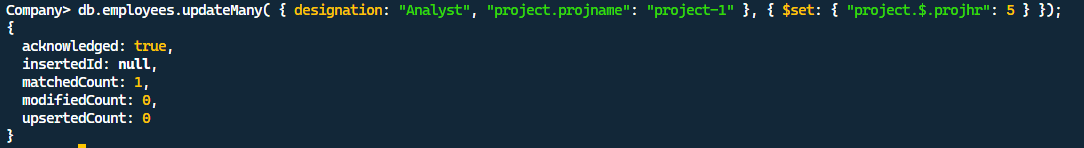 Company> db.employees.updateMany( { designation: "Analyst", "project.projname": "project-1" }, { $set: { "project.$.projhr": 5 } });
{
  acknowledged: true,
  insertedId: null,
  matchedCount: 1,
  modifiedCount: 0,
  upsertedCount: 0
}